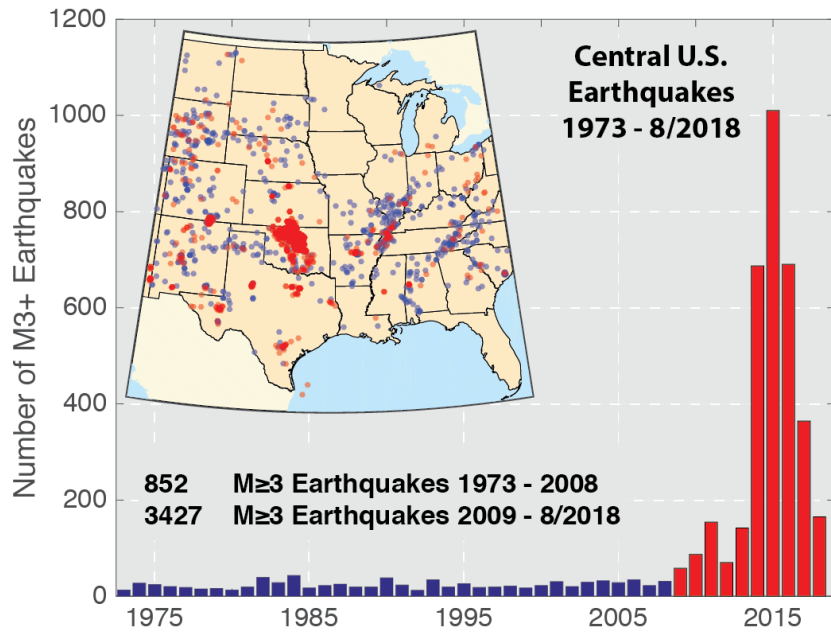 1200
1000
800
600
400
200
0
Number of M3+ Earthquakes
Central U.S.
Earthquakes
1973 - 8/2018
852 M≥3 Earthquakes 1973 - 2008
3427 M≥3 Earthquakes 2009 - 8/2018
1975 1985 1995 2005 2015